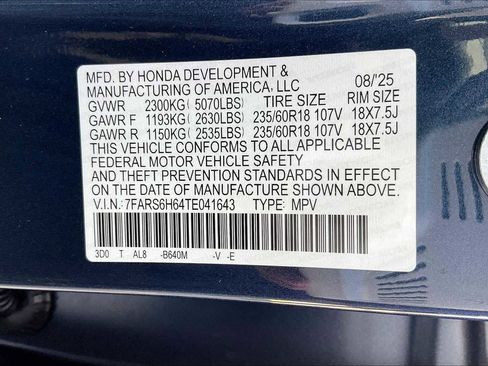 MFD. BY HONDA DEVELOPMENT &
MANUFACTURING OF AMERICA, LLC 08/'25
GVWR 2300KG( 5070LBS) TIRE SIZE RIM SIZE
GAWR F 1193KG( 2630LBS) 235/60R18 107V 18X7.5J
GAWR R 1150KG( 2535LBS) 235/60R18 107V 18X7.5J
THIS VEHICLE CONFORMS TO ALL APPLICABLE
FEDERAL MOTOR VEHICLE SAFETY
AND THEFT PREVENTION STANDARDS IN EFFECT
ON THE DATE OF MANUFACTURE SHOWN ABOVE.
V.I.N.: 7FARS6H64TE041643 TYPE: MPV
3D0 T AL8 -B640M -V -E